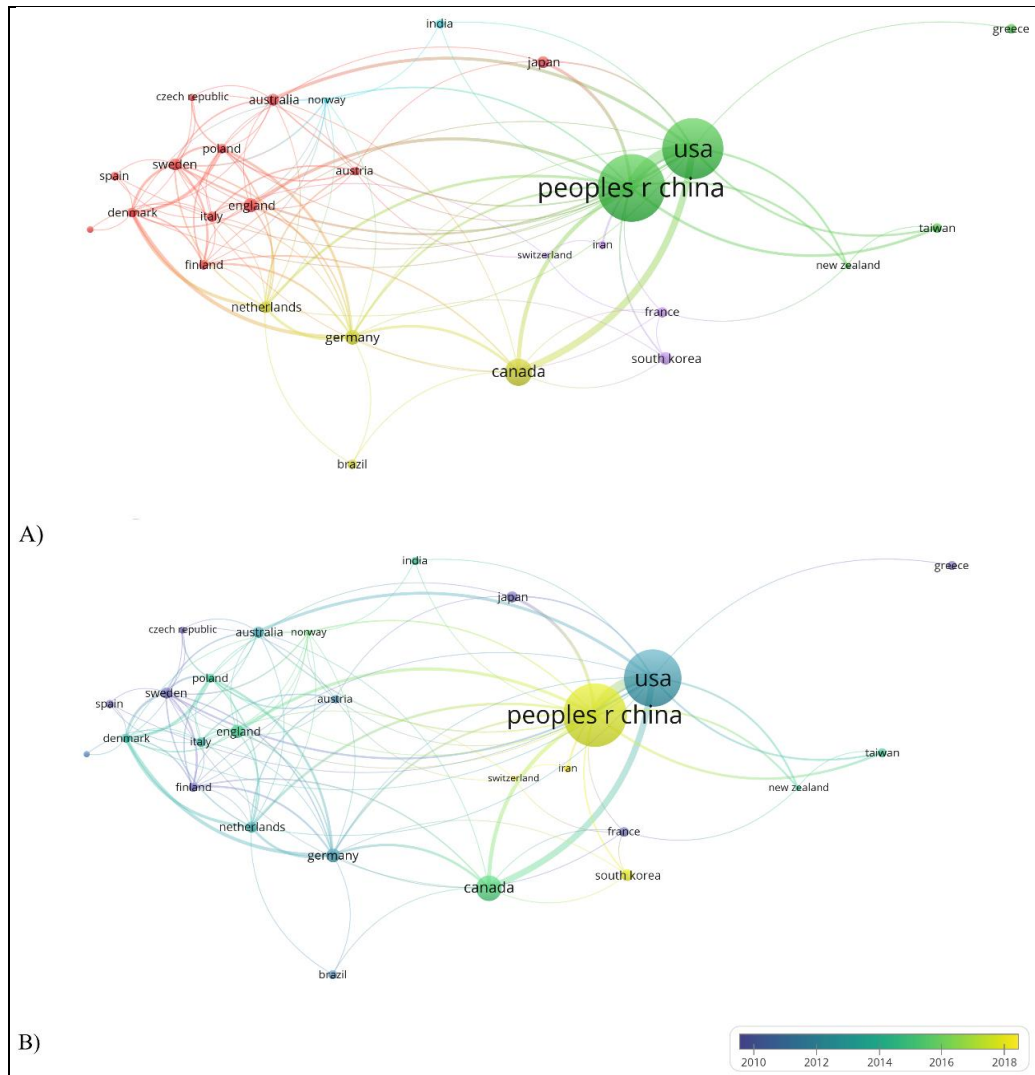 india
greece
japan
czech republic
australia
norway
usa
poland
sweden
spain
austria
peoples r china
denmark
italy
england
taiwan
iran
switzerland
finland
new zealand
netherlands
france
germany
south korea
canada
brazil
A)
india
greece
japan
czech republic
australia
norway
poland
usa
sweden
spain
austria
peoples r china
denmark
italy
england
taiwan
iran
switzerland
finland
new zealand
netherlands
france
germany
south korea
canada
brazil
B)
2010 2012 2014 2016 2018